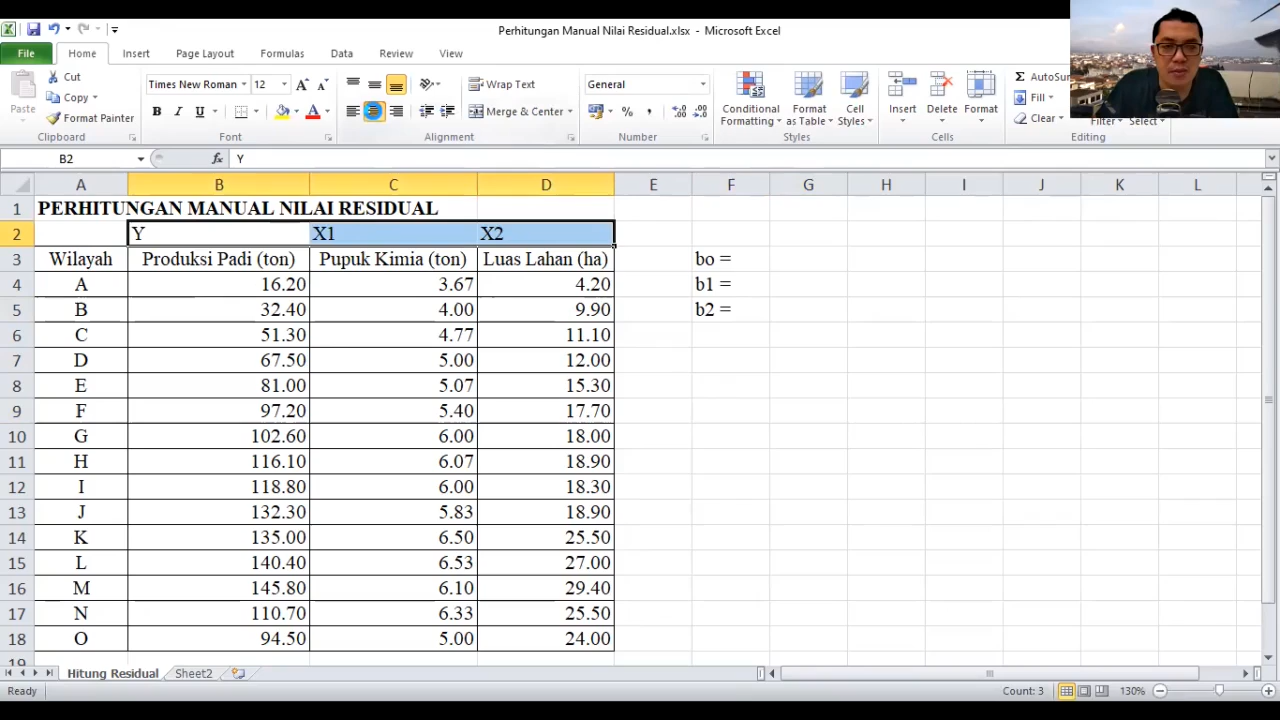 Perhitungan Manual Nilai Residual.xlsx - Microsoft Excel
File Home Insert Page Layout Formulas Data Review View
Paste Cut Copy Format Painter Clipboard
Times New Roman 12 B I U A Font
Wrap Text Merge & Center Alignment
General % , Number
Conditional Formatting Format as Table Cell Styles Styles
Insert Delete Format Cells
Σ AutoSum Fill Clear Filter Select Editing
B2 fx Y
A B C D E F G H I J K L
1 PERHITUNGAN MANUAL NILAI RESIDUAL
2 Y X1 X2
3 Wilayah Produksi Padi (ton) Pupuk Kimia (ton) Luas Lahan (ha) bo =
4 A 16.20 3.67 4.20 b1 =
5 B 32.40 4.00 9.90 b2 =
6 C 51.30 4.77 11.10
7 D 67.50 5.00 12.00
8 E 81.00 5.07 15.30
9 F 97.20 5.40 17.70
10 G 102.60 6.00 18.00
11 H 116.10 6.07 18.90
12 I 118.80 6.00 18.30
13 J 132.30 5.83 18.90
14 K 135.00 6.50 25.50
15 L 140.40 6.53 27.00
16 M 145.80 6.10 29.40
17 N 110.70 6.33 25.50
18 O 94.50 5.00 24.00
19
Hitung Residual Sheet2
Ready Count: 3 130%